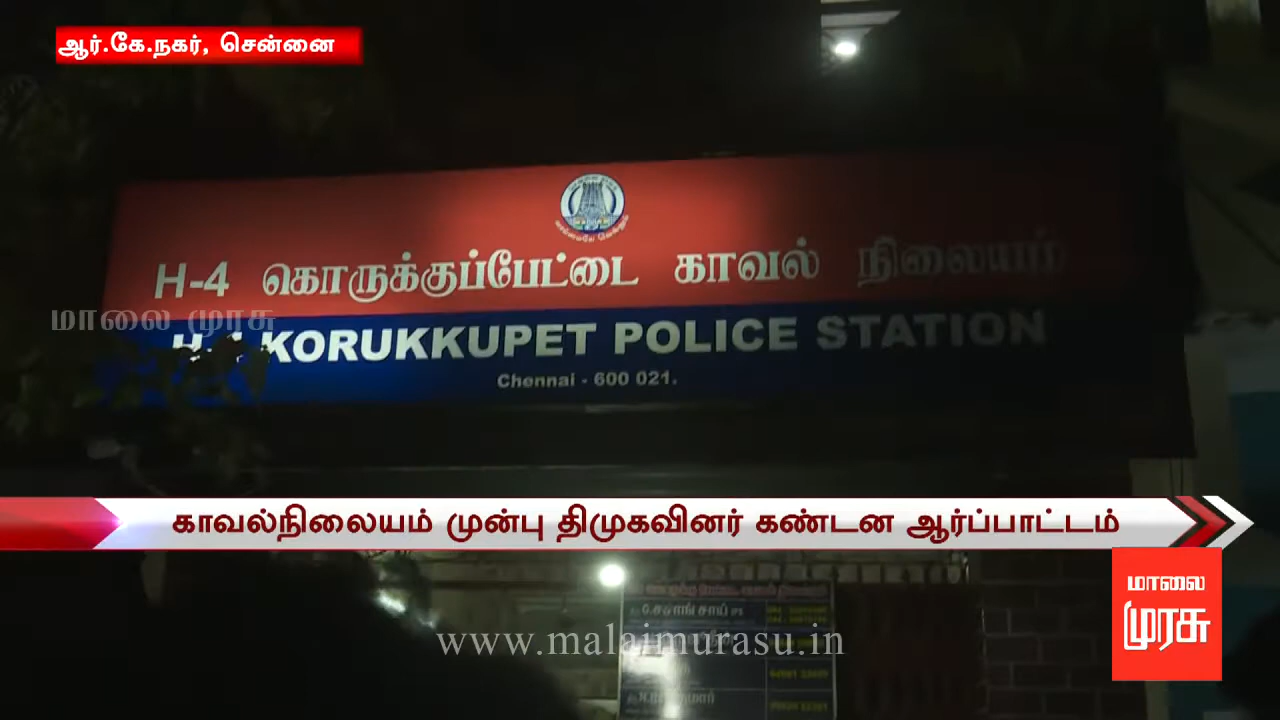 ஆர்.கே.நகர், சென்னை
H-4 கொருக்குப்பேட்டை காவல் நிலையம்
மாலை முரசு
H-4 KORUKKUPET POLICE STATION
Chennai - 600 021.
காவல்நிலையம் முன்பு திமுகவினர் கண்டன ஆர்ப்பாட்டம்
மாலை
முரசு
www.malaimurasu.in